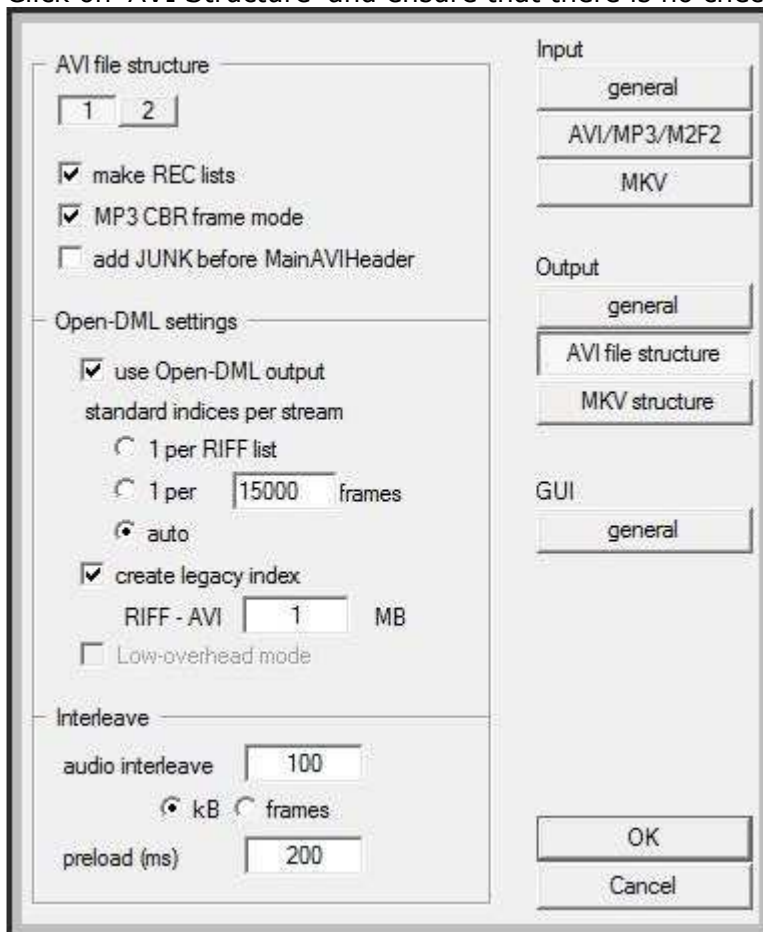 AVI file structure
1 2
make REC lists
MP3 CBR frame mode
add JUNK before MainAVIHeader
Open-DML settings
use Open-DML output
standard indices per stream
1 per RIFF list
1 per 15000 frames
auto
create legacy index
RIFF - AVI 1 MB
Low-overhead mode
Interleave
audio interleave 100
kB frames
preload (ms) 200
Input
general
AVI/MP3/M2F2
MKV
Output
general
AVI file structure
MKV structure
GUI
general
OK
Cancel